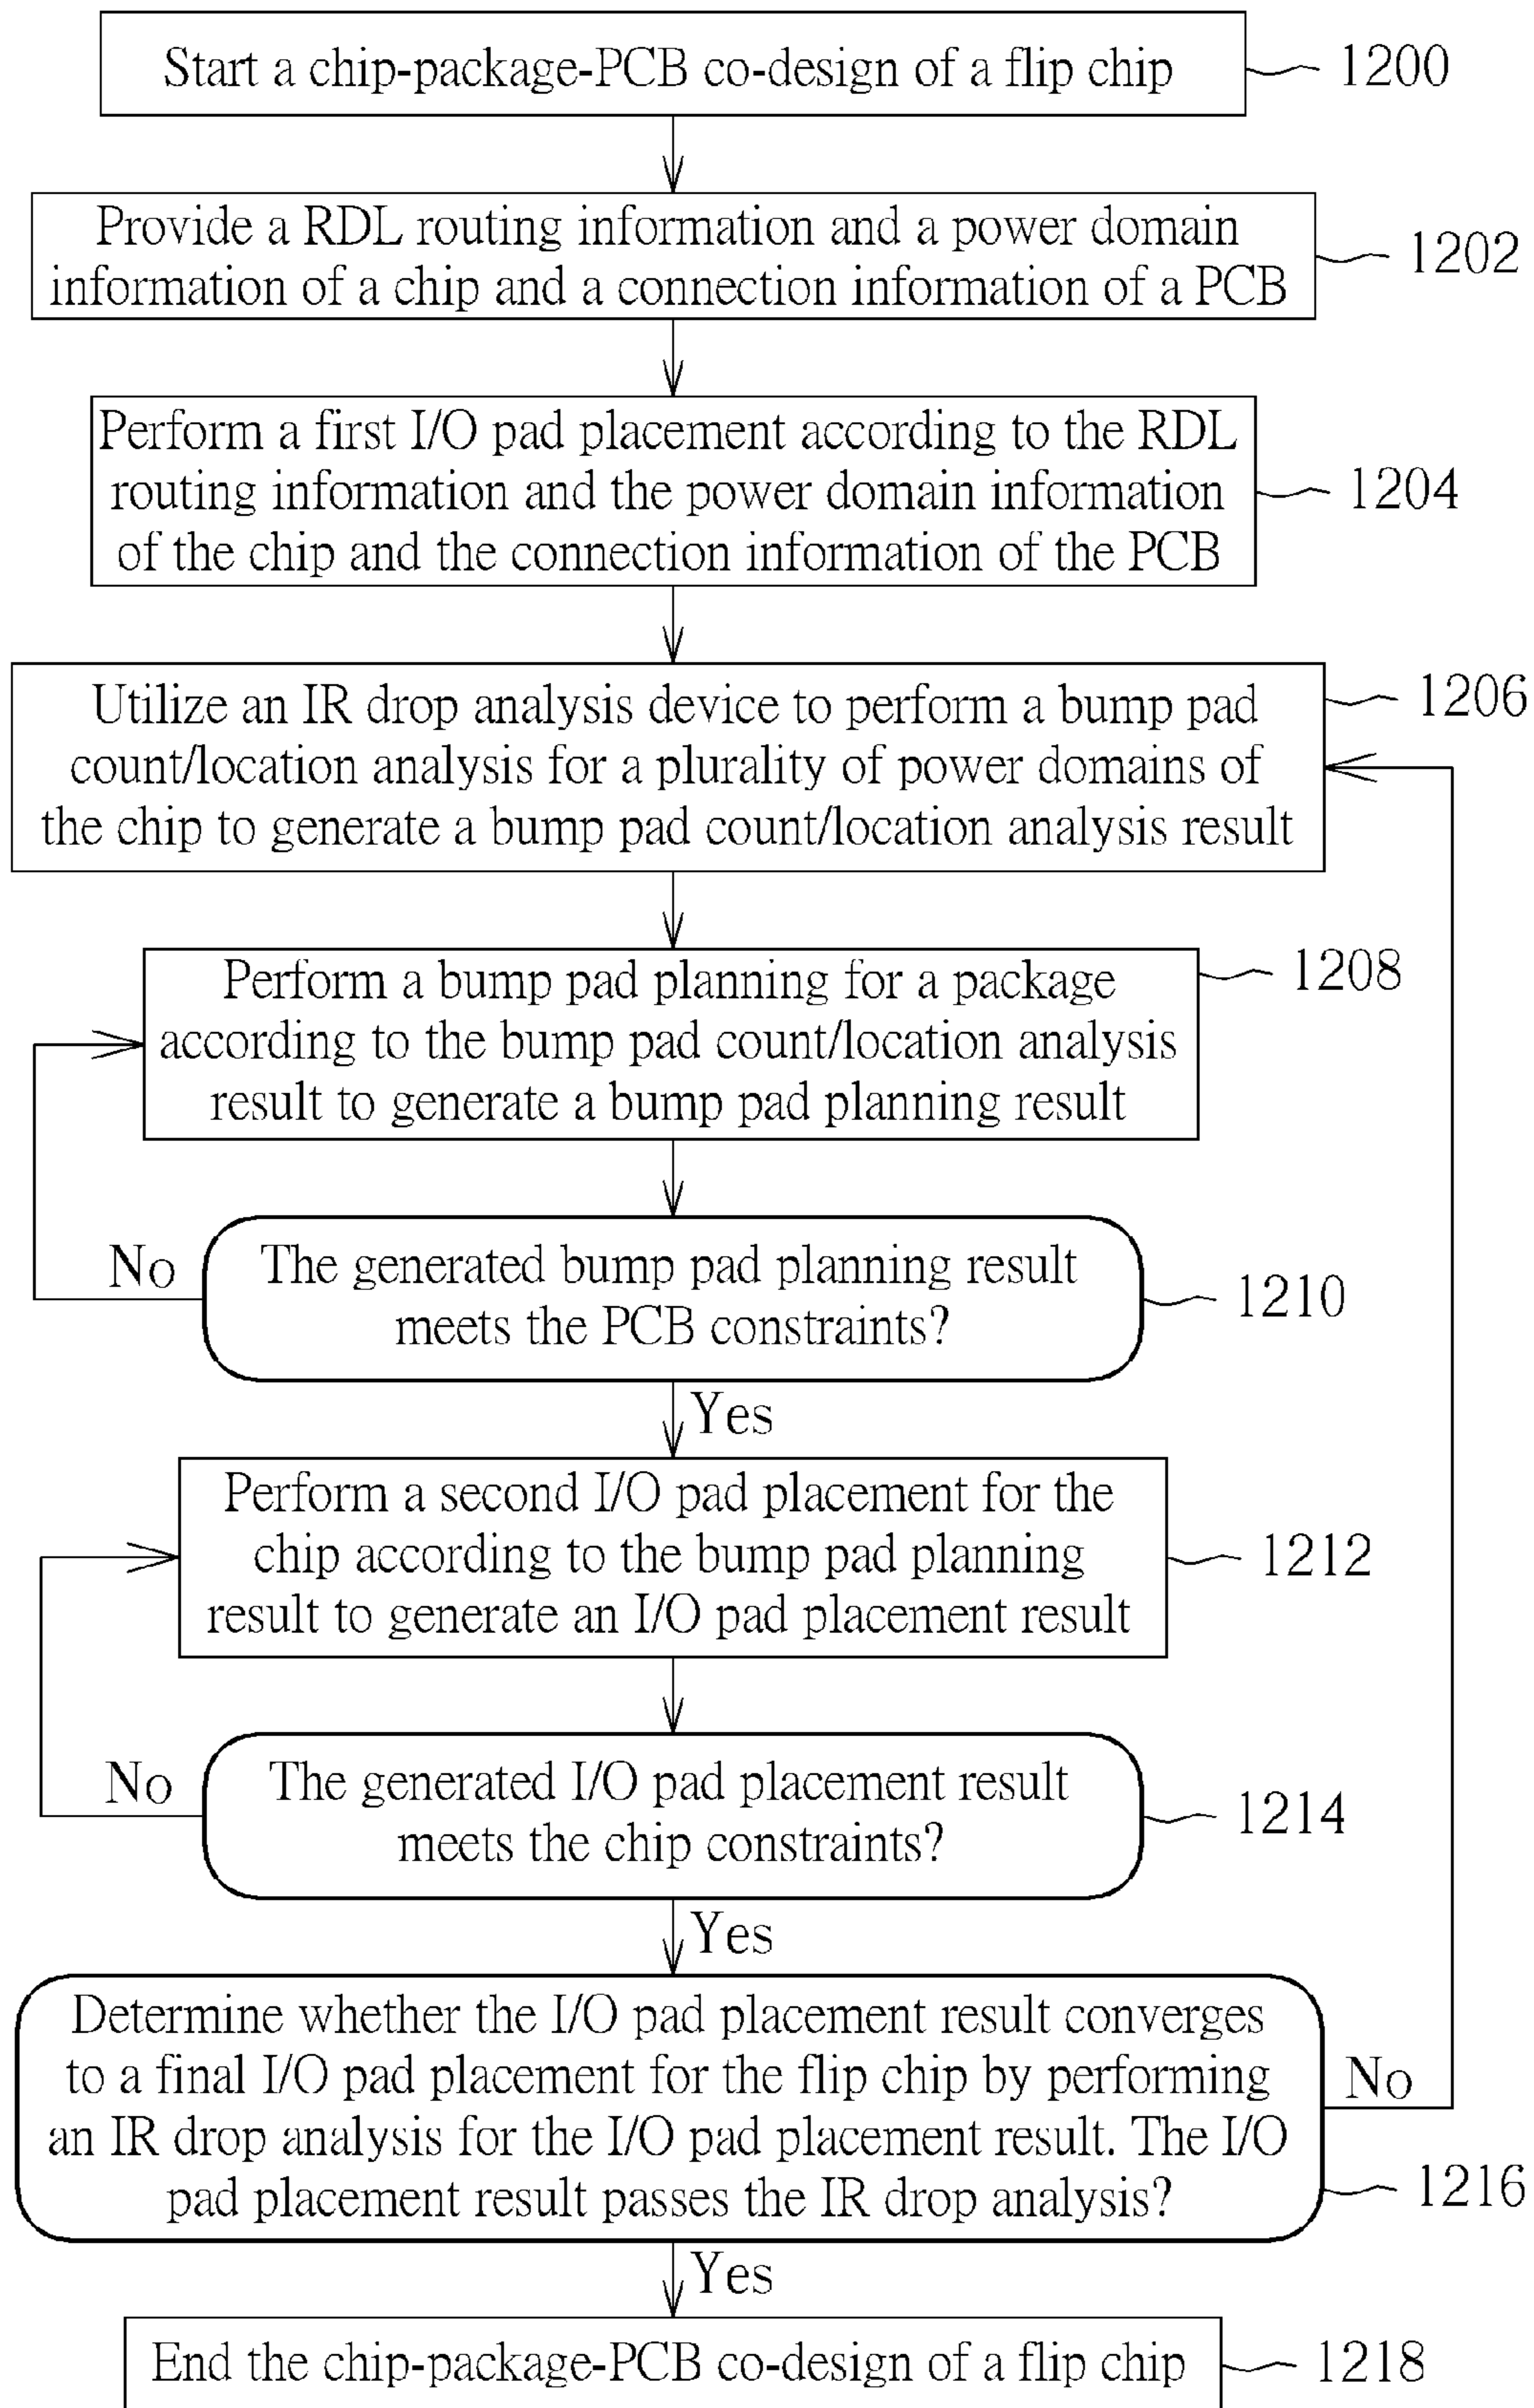 Start a chip-package-PCB co-design of a flip chip
1200
Provide a RDL routing information and a power domain
information of a chip and a connection information of a PCB
1202
Perform a first I/O pad placement according to the RDL
routing information and the power domain information
of the chip and the connection information of the PCB
1204
Utilize an IR drop analysis device to perform a bump pad
count/location analysis for a plurality of power domains of
the chip to generate a bump pad count/location analysis result
1206
Perform a bump pad planning for a package
according to the bump pad count/location analysis
result to generate a bump pad planning result
1208
The generated bump pad planning result
meets the PCB constraints?
1210
No
Yes
Perform a second I/O pad placement for the
chip according to the bump pad planning
result to generate an I/O pad placement result
1212
The generated I/O pad placement result
meets the chip constraints?
1214
No
Yes
Determine whether the I/O pad placement result converges
to a final I/O pad placement for the flip chip by performing
an IR drop analysis for the I/O pad placement result. The I/O
pad placement result passes the IR drop analysis?
No
1216
Yes
End the chip-package-PCB co-design of a flip chip
1218